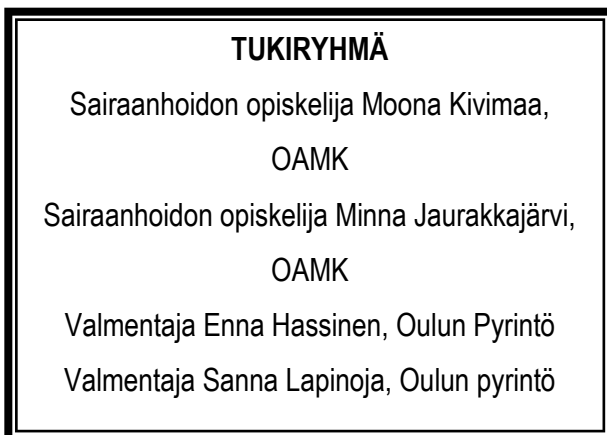 TUKIRYHMÄ
Sairaanhoidon opiskelija Moona Kivimaa,
OAMK
Sairaanhoidon opiskelija Minna Jaurakkajärvi,
OAMK
Valmentaja Enna Hassinen, Oulun Pyrintö
Valmentaja Sanna Lapinoja, Oulun pyrintö